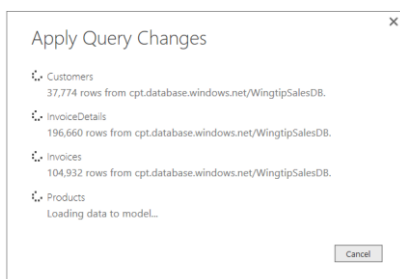 Apply Query Changes
Customers
37,774 rows from cpt.database.windows.net/WingtipSalesDB.
InvoiceDetails
196,660 rows from cpt.database.windows.net/WingtipSalesDB.
Invoices
104,932 rows from cpt.database.windows.net/WingtipSalesDB.
Products
Loading data to model...
Cancel